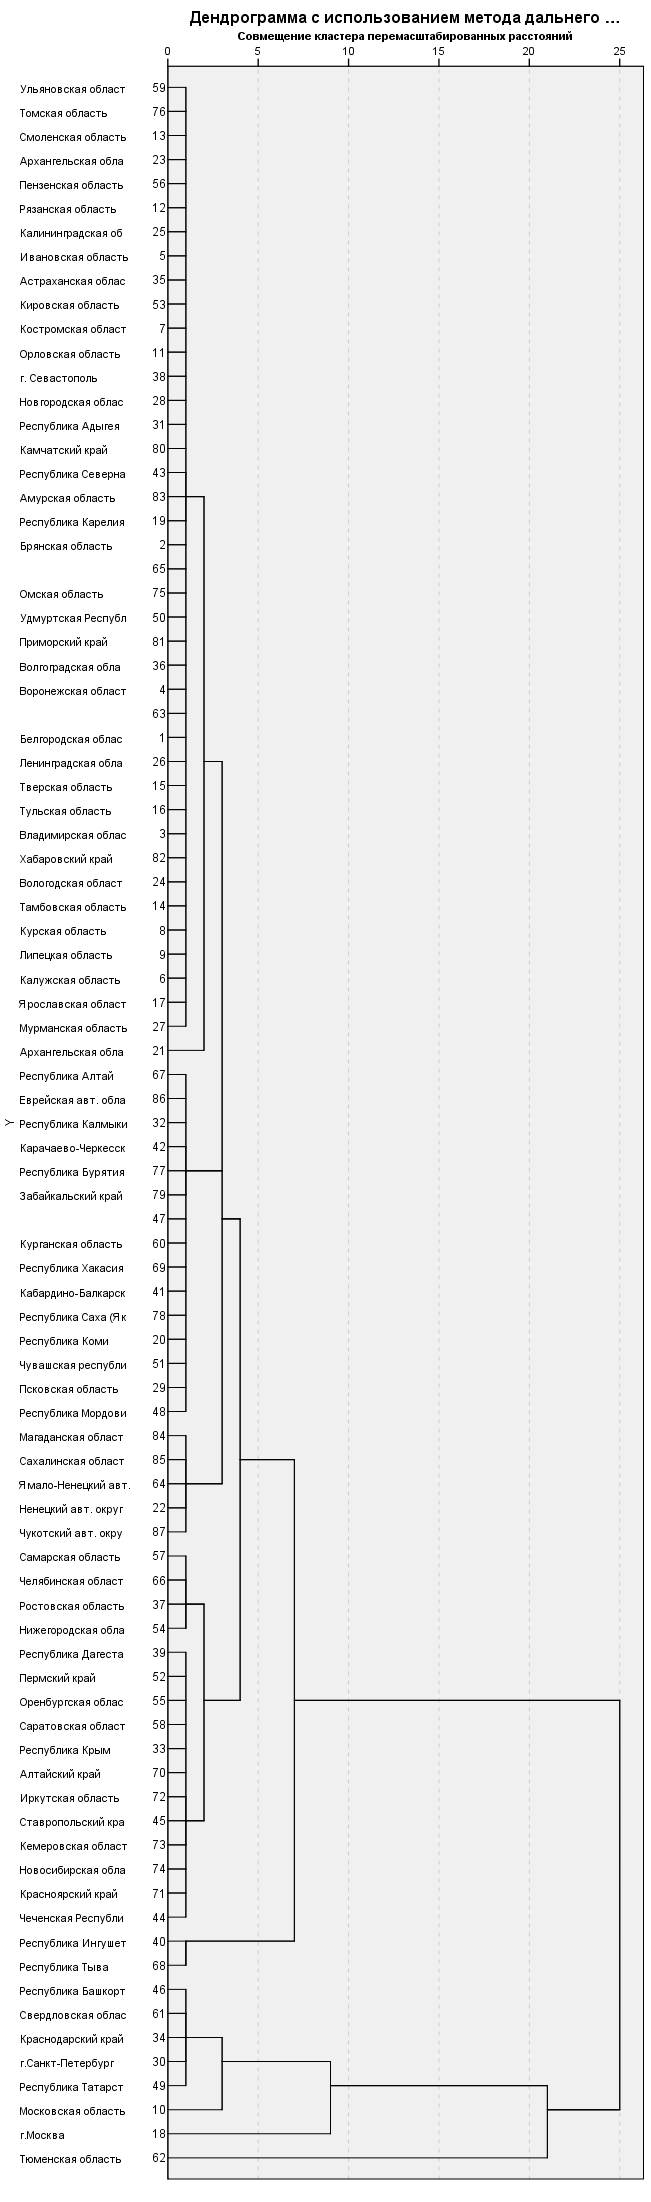 Дендрограмма с использованием метода дальнего ...
Совмещение кластера перемасштабированных расстояний
0 5 10 15 20 25
Ульяновская област 59
Томская область 76
Смоленская область 13
Архангельская обла 23
Пензенская область 56
Рязанская область 12
Калининградская об 25
Ивановская область 5
Астраханская облас 35
Кировская область 53
Костромская област 7
Орловская область 11
г. Севастополь 38
Новгородская облас 28
Республика Адыгея 31
Камчатский край 80
Республика Северна 43
Амурская область 83
Республика Карелия 19
Брянская область 2
65
Омская область 75
Удмуртская Республ 50
Приморский край 81
Волгоградская обла 36
Воронежская област 4
63
Белгородская облас 1
Ленинградская обла 26
Тверская область 15
Тульская область 16
Владимирская облас 3
Хабаровский край 82
Вологодская област 24
Тамбовская область 14
Курская область 8
Липецкая область 9
Калужская область 6
Ярославская област 17
Мурманская область 27
Архангельская обла 21
Республика Алтай 67
Еврейская авт. обла 86
Y
Республика Калмыки 32
Карачаево-Черкесск 42
Республика Бурятия 77
Забайкальский край 79
47
Курганская область 60
Республика Хакасия 69
Кабардино-Балкарск 41
Республика Саха (Як 78
Республика Коми 20
Чувашская республи 51
Псковская область 29
Республика Мордови 48
Магаданская област 84
Сахалинская област 85
Ямало-Ненецкий авт. 64
Ненецкий авт. округ 22
Чукотский авт. окру 87
Самарская область 57
Челябинская област 66
Ростовская область 37
Нижегородская обла 54
Республика Дагеста 39
Пермский край 52
Оренбургская облас 55
Саратовская област 58
Республика Крым 33
Алтайский край 70
Иркутская область 72
Ставропольский кра 45
Кемеровская област 73
Новосибирская обла 74
Красноярский край 71
Чеченская Республи 44
Республика Ингушет 40
Республика Тыва 68
Республика Башкорт 46
Свердловская облас 61
Краснодарский край 34
г.Санкт-Петербург 30
Республика Татарст 49
Московская область 10
г.Москва 18
Тюменская область 62